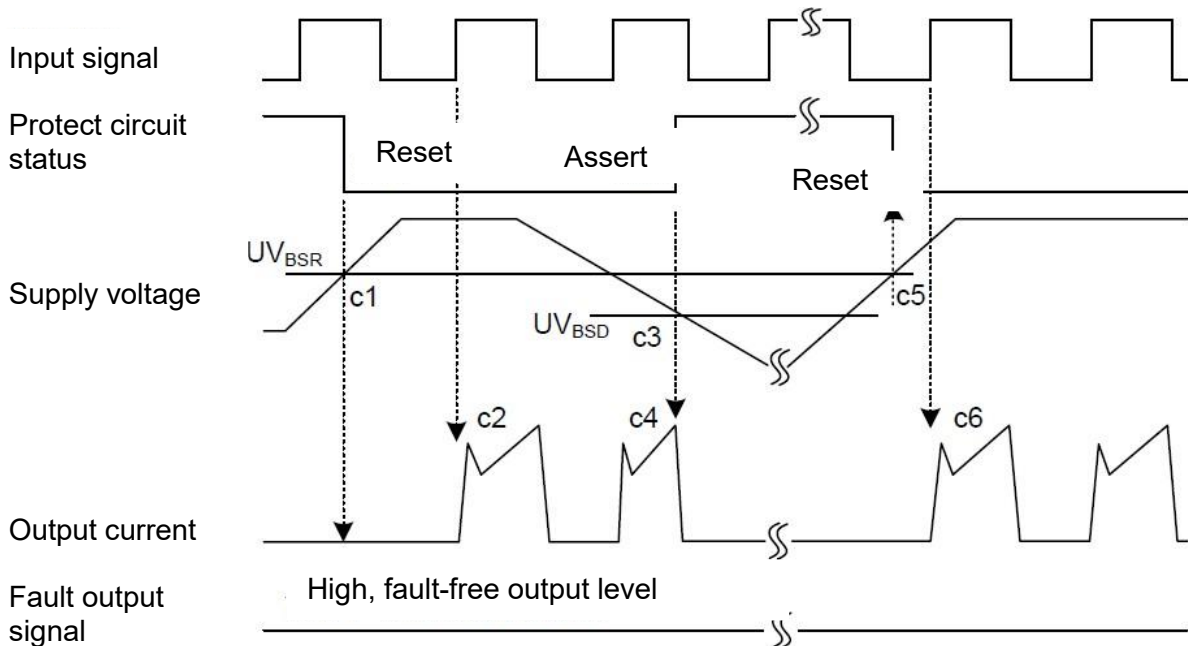 Input signal
Protect circuit
status
Reset
Assert
Reset
UVBSR
Supply voltage
c1
c5
UVBSD
c3
c2
c4
c6
Output current
Fault output
signal
High, fault-free output level